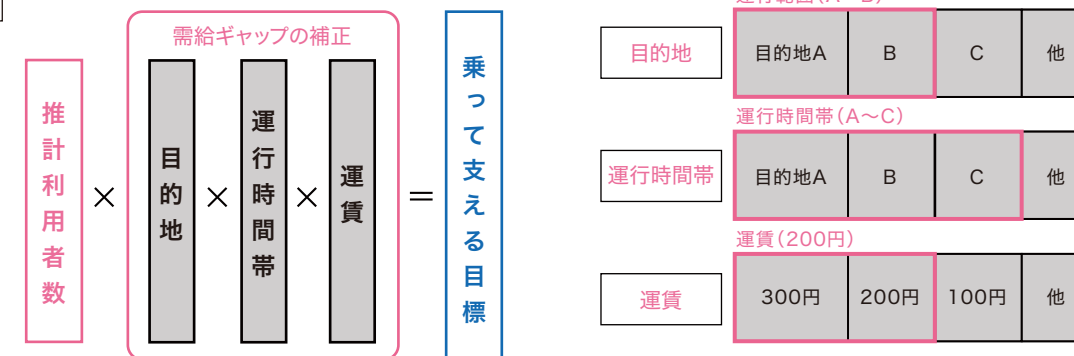 需給ギャップの補正
推計利用者数
×
目的地
×
運行時間帯
×
運賃
=
乗って支える目標
目的地
目的地A B C 他
運行時間帯(A〜C)
運行時間帯
目的地A B C 他
運賃(200円)
運賃
300円 200円 100円 他